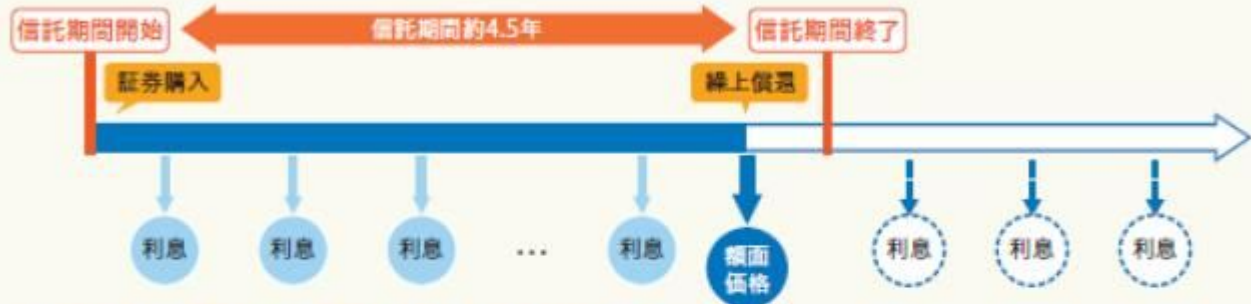 信託期間開始
信託期間約4.5年
信託期間終了
証券購入
繰上償還
利息
利息
利息
…
利息
額面
価格
利息
利息
利息